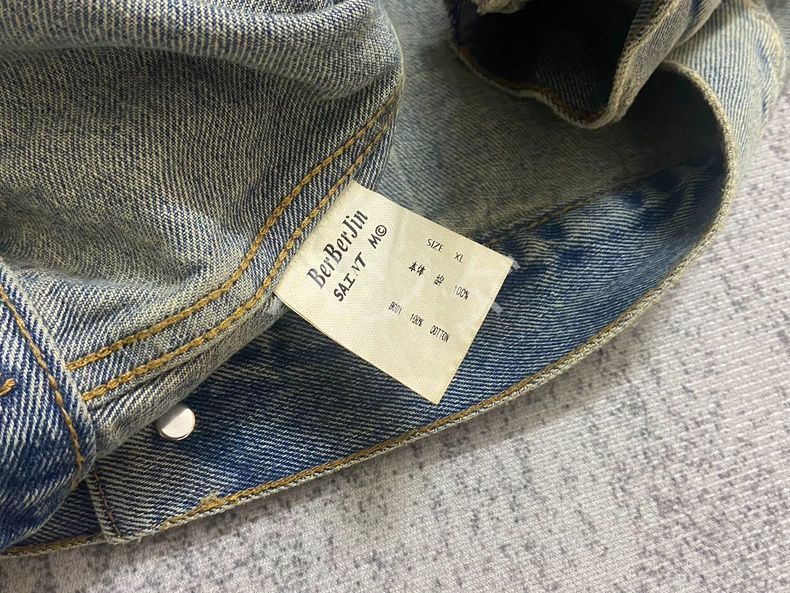 BerBerJin
SAINT M©
SIZE XL
本体 綿 100%
BODY 100% COTTON